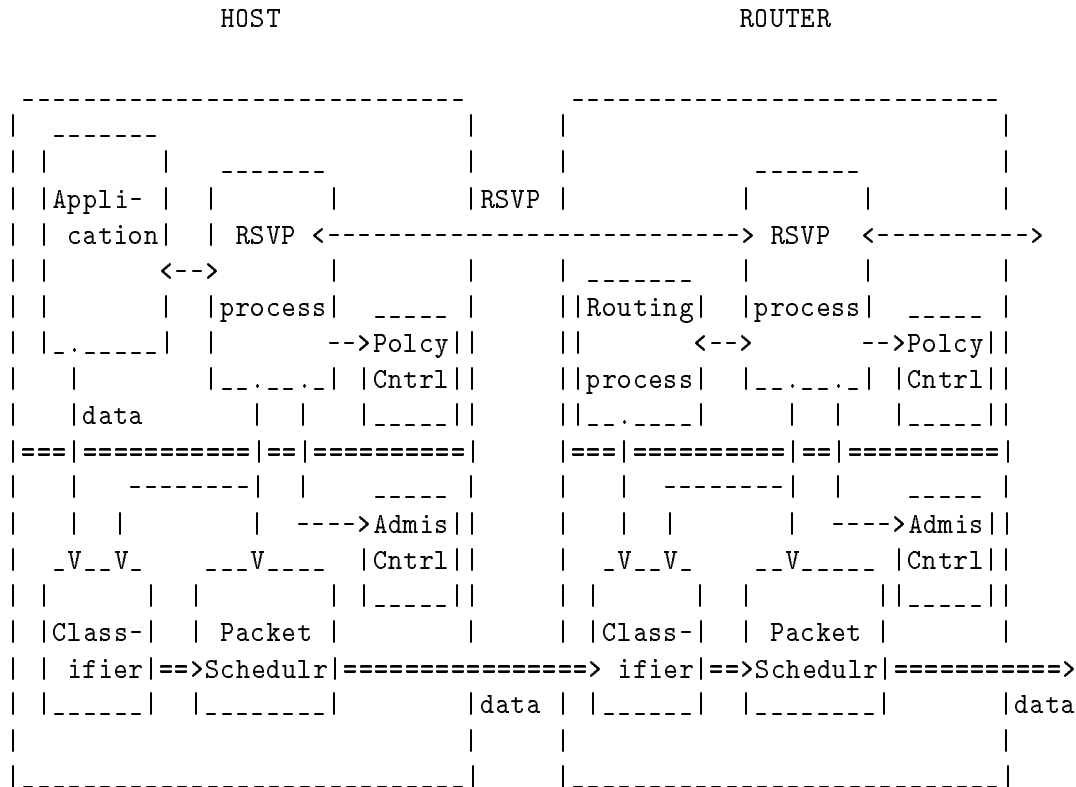 HOST ROUTER
Appli- RSVP
cation RSVP RSVP
process Routing process
Polcy Polcy
Cntrl process Cntrl
data
Admis Admis
Cntrl Cntrl
Class- Packet Class- Packet
ifier Schedulr ifier Schedulr
data data